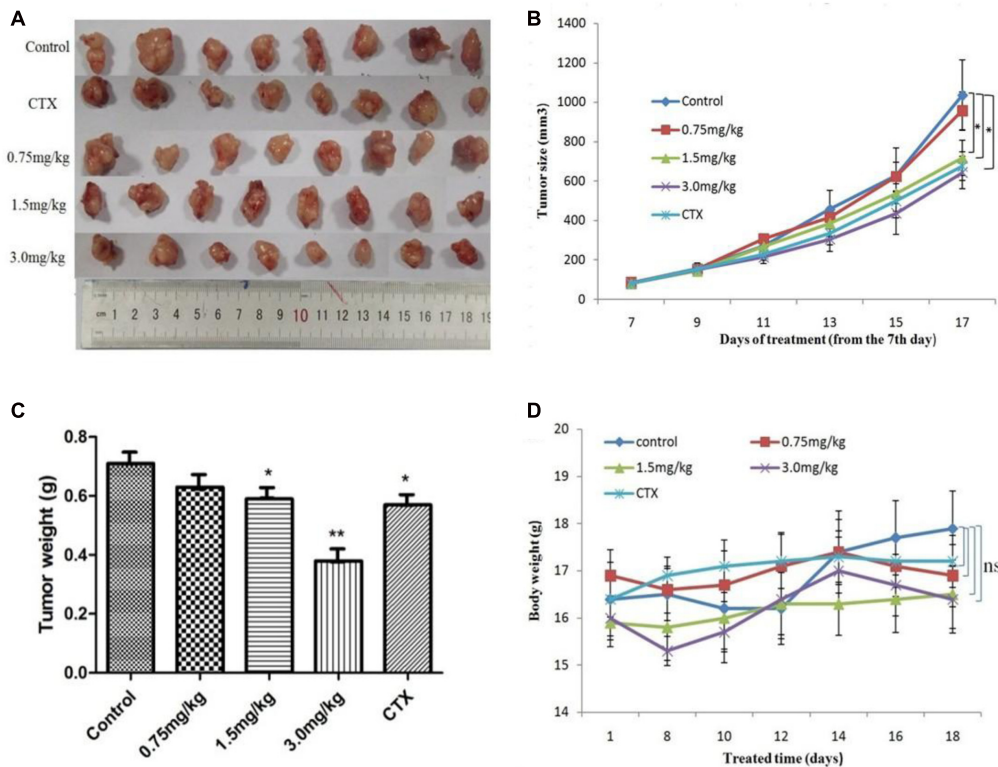 A
Control
CTX
0.75mg/kg
1.5mg/kg
3.0mg/kg
cm 1 2 3 4 5 6 7 8 9 10 11 12 13 14 15 16 17 18 19
B
1400
1200
1000
800
600
400
200
0
Tumor size (mm3)
Control
0.75mg/kg
1.5mg/kg
3.0mg/kg
CTX
* *
7 9 11 13 15 17
Days of treatment (from the 7th day)
C
0.8
0.6
0.4
0.2
0.0
Tumor weight (g)
* ** *
Control 0.75mg/kg 1.5mg/kg 3.0mg/kg CTX
D
20
19
18
17
16
15
14
Body weight (g)
control 0.75mg/kg
1.5mg/kg 3.0mg/kg
CTX
ns
1 8 10 12 14 16 18
Treated time (days)